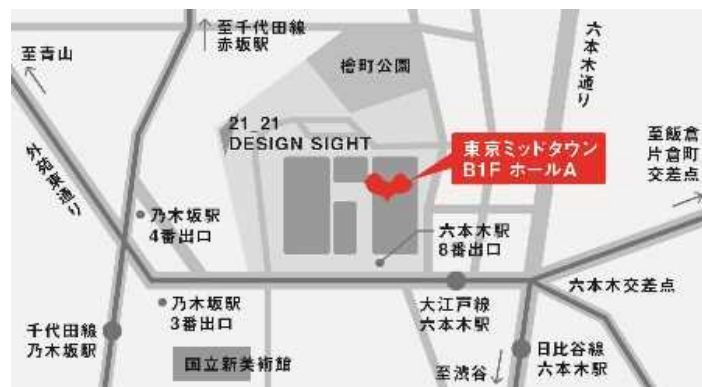 至千代田線
赤坂駅
至青山
檜町公園
六本木通り
21_21
DESIGN SIGHT
東京ミッドタウン
B1F ホールA
至飯倉
片倉町
交差点
外苑東通り
乃木坂駅
4番出口
六本木駅
8番出口
乃木坂駅
3番出口
大江戸線
六本木駅
六本木交差点
千代田線
乃木坂駅
国立新美術館
至渋谷
日比谷線
六本木駅